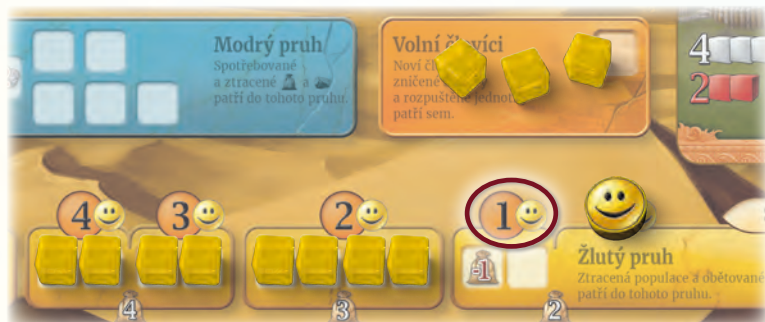 Modrý pruh
Spotřebované
a ztracené a
patří do tohoto pruhu.
Volní človíci
Noví
zničené
a rozpuštěné jednot
patří sem.
4
2
4
3
2
1
-1
Žlutý pruh
Ztracená populace a obětované
patří do tohoto pruhu.
4
3
2